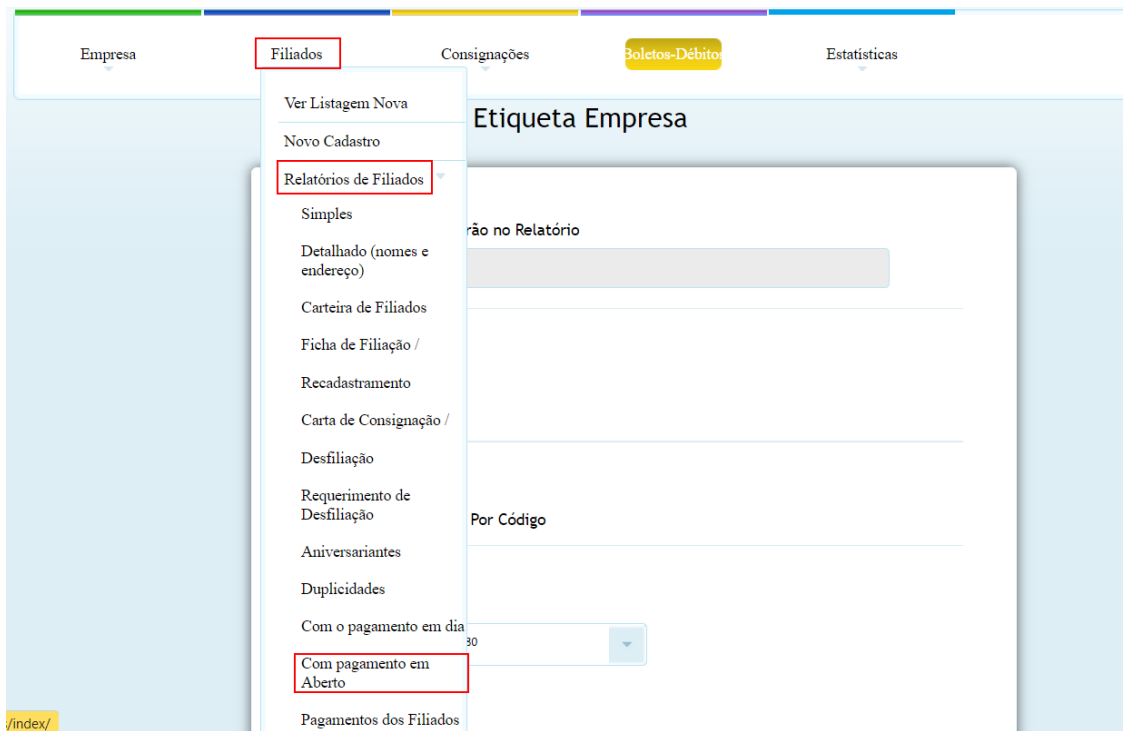 Empresa
Filiados
Consignações
Boletos-Débito
Estatísticas
Ver Listagem Nova
Novo Cadastro
Relatórios de Filiados
Simples
Detalhado (nomes e
endereço)
Carteira de Filiados
Ficha de Filiação /
Recadastramento
Carta de Consignação /
Desfiliação
Requerimento de
Desfiliação
Aniversariantes
Duplicidades
Com o pagamento em dia
Com pagamento em
Aberto
Pagamentos dos Filiados
Etiqueta Empresa
rão no Relatório
Por Código
30
/index/